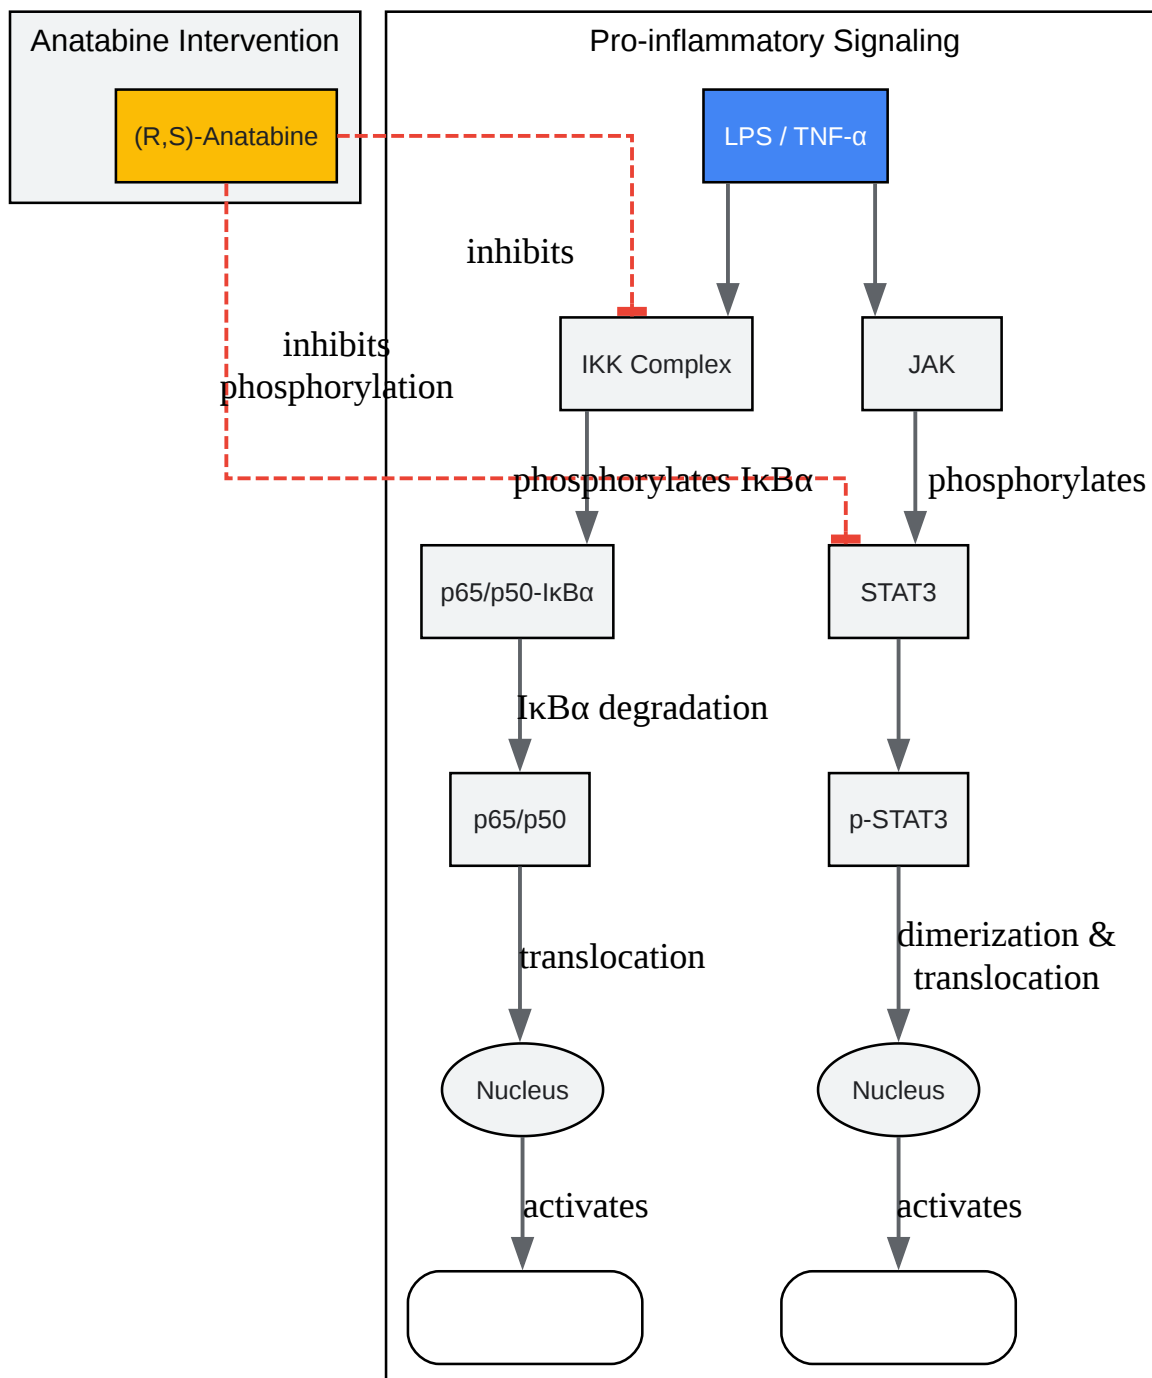 Anatabine Intervention
Pro-inflammatory Signaling
(R,S)-Anatabine
LPS / TNF-α
inhibits
inhibits
phosphorylation
IKK Complex
JAK
phosphorylates IκBα
phosphorylates
p65/p50-IκBα
STAT3
IκBα degradation
p65/p50
p-STAT3
translocation
dimerization &
translocation
Nucleus
Nucleus
activates
activates